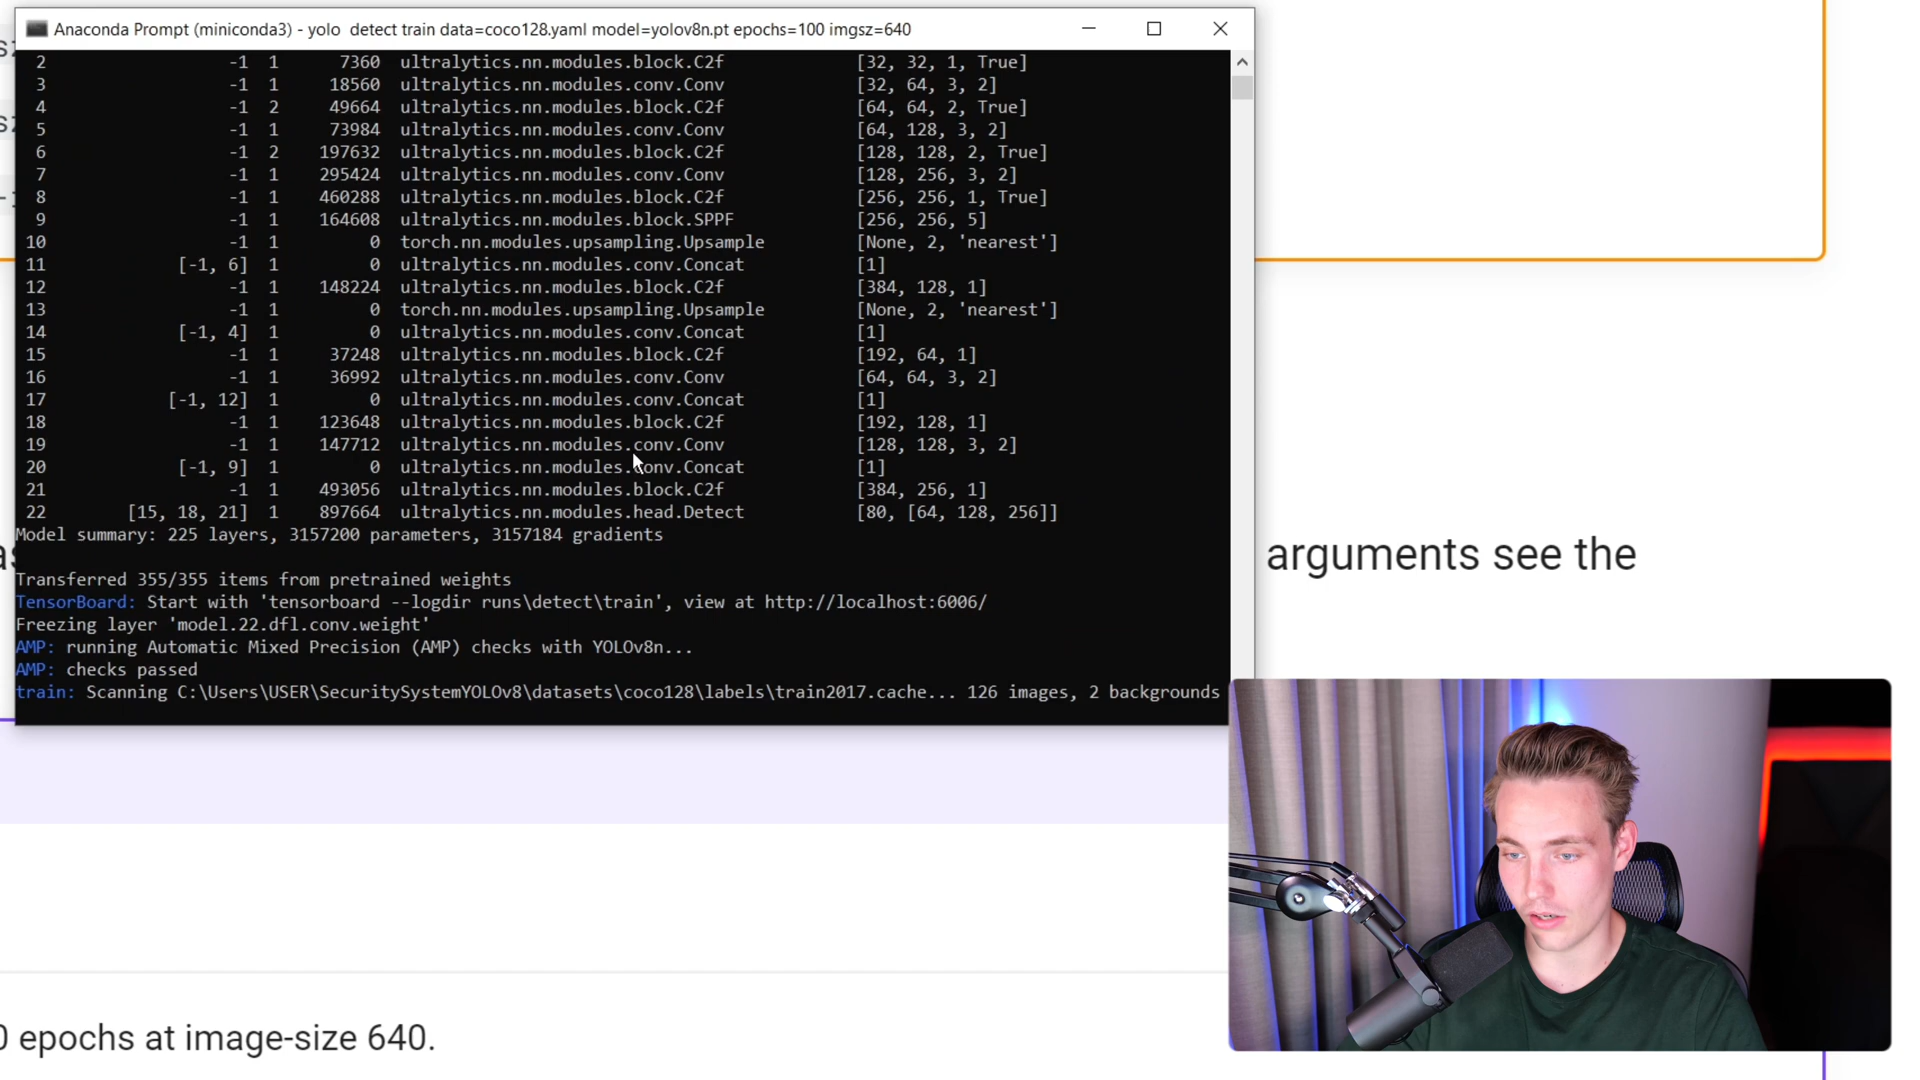 Anaconda Prompt (miniconda3) - yolo detect train data=coco128.yaml model=yolov8n.pt epochs=100 imgsz=640
2 -1 1 7360 ultralytics.nn.modules.block.C2f [32, 32, 1, True]
3 -1 1 18560 ultralytics.nn.modules.conv.Conv [32, 64, 3, 2]
4 -1 2 49664 ultralytics.nn.modules.block.C2f [64, 64, 2, True]
5 -1 1 73984 ultralytics.nn.modules.conv.Conv [64, 128, 3, 2]
6 -1 2 197632 ultralytics.nn.modules.block.C2f [128, 128, 2, True]
7 -1 1 295424 ultralytics.nn.modules.conv.Conv [128, 256, 3, 2]
8 -1 1 460288 ultralytics.nn.modules.block.C2f [256, 256, 1, True]
9 -1 1 164608 ultralytics.nn.modules.block.SPPF [256, 256, 5]
10 -1 1 0 torch.nn.modules.upsampling.Upsample [None, 2, 'nearest']
11 [-1, 6] 1 0 ultralytics.nn.modules.conv.Concat [1]
12 -1 1 148224 ultralytics.nn.modules.block.C2f [384, 128, 1]
13 -1 1 0 torch.nn.modules.upsampling.Upsample [None, 2, 'nearest']
14 [-1, 4] 1 0 ultralytics.nn.modules.conv.Concat [1]
15 -1 1 37248 ultralytics.nn.modules.block.C2f [192, 64, 1]
16 -1 1 36992 ultralytics.nn.modules.conv.Conv [64, 64, 3, 2]
17 [-1, 12] 1 0 ultralytics.nn.modules.conv.Concat [1]
18 -1 1 123648 ultralytics.nn.modules.block.C2f [192, 128, 1]
19 -1 1 147712 ultralytics.nn.modules.conv.Conv [128, 128, 3, 2]
20 [-1, 9] 1 0 ultralytics.nn.modules.conv.Concat [1]
21 -1 1 493056 ultralytics.nn.modules.block.C2f [384, 256, 1]
22 [15, 18, 21] 1 897664 ultralytics.nn.modules.head.Detect [80, [64, 128, 256]]
Model summary: 225 layers, 3157200 parameters, 3157184 gradients
Transferred 355/355 items from pretrained weights
TensorBoard: Start with 'tensorboard --logdir runs\detect\train', view at http://localhost:6006/
Freezing layer 'model.22.dfl.conv.weight'
AMP: running Automatic Mixed Precision (AMP) checks with YOLOv8n...
AMP: checks passed
train: Scanning C:\Users\USER\SecuritySystemYOLOv8\datasets\coco128\labels\train2017.cache... 126 images, 2 backgrounds
arguments see the
epochs at image-size 640.